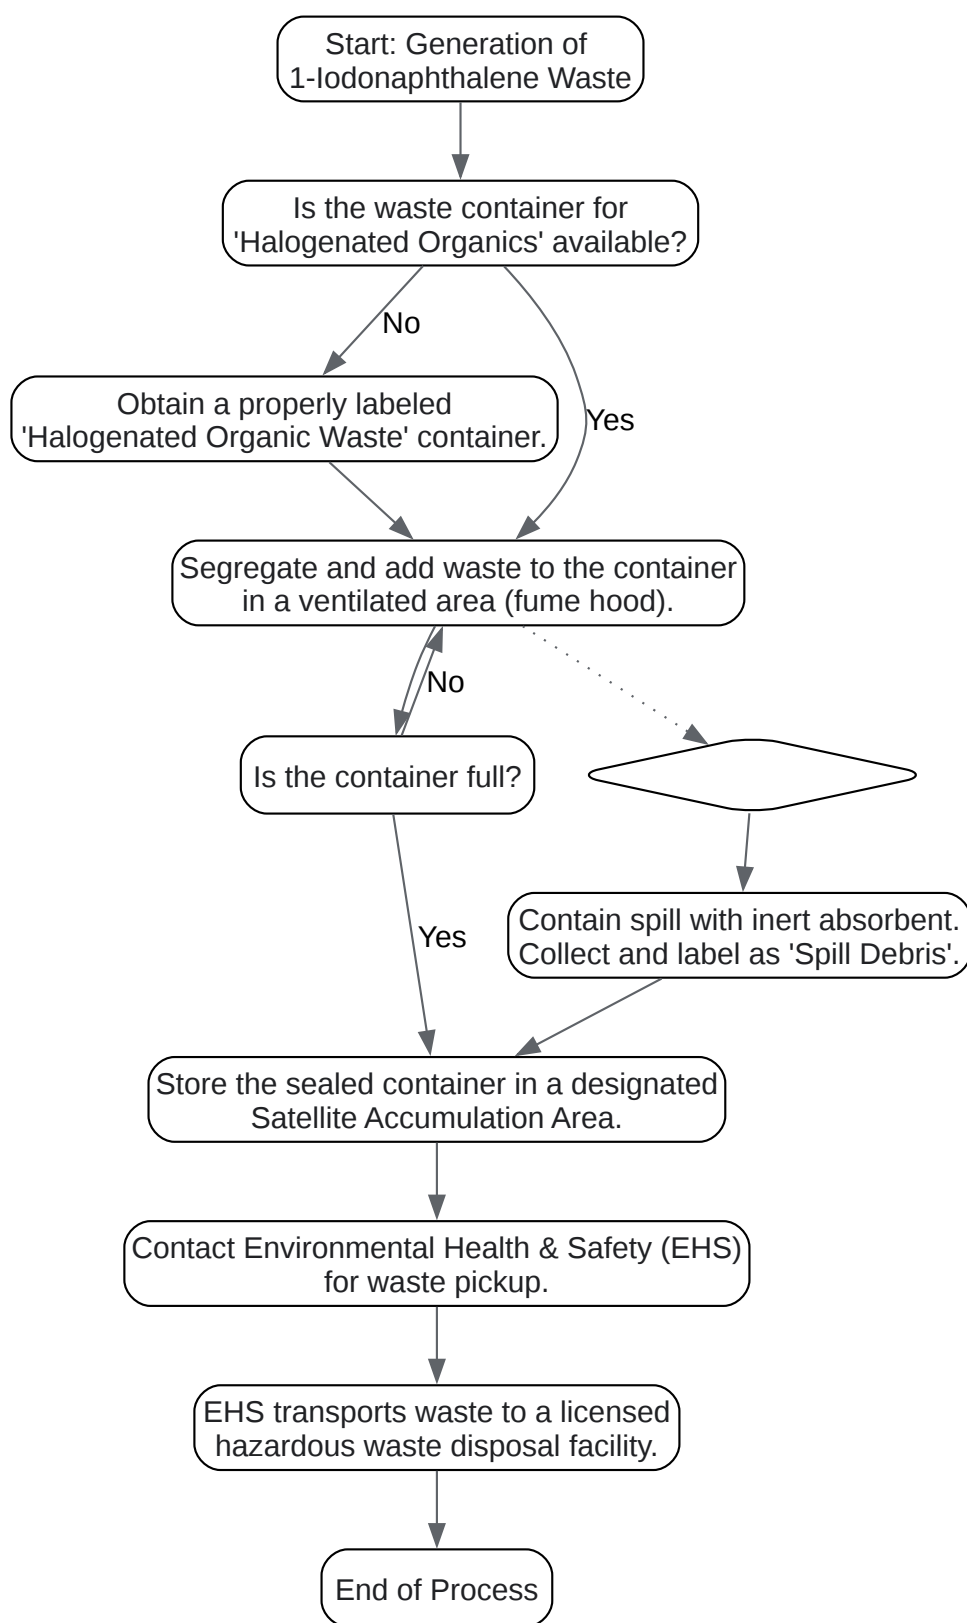 Start: Generation of
1-Iodonaphthalene Waste
Is the waste container for
'Halogenated Organics' available?
No
Obtain a properly labeled
'Halogenated Organic Waste' container.
Yes
Segregate and add waste to the container
in a ventilated area (fume hood).
No
Is the container full?
Contain spill with inert absorbent.
Collect and label as 'Spill Debris'.
Yes
Store the sealed container in a designated
Satellite Accumulation Area.
Contact Environmental Health & Safety (EHS)
for waste pickup.
EHS transports waste to a licensed
hazardous waste disposal facility.
End of Process